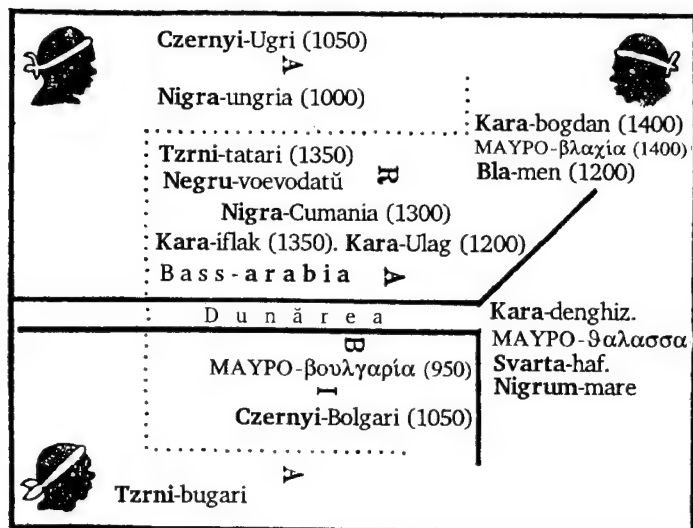 Czernyi-Ugri (1050)
A
Nigra-ungria (1000)
Kara-bogdan (1400)
ΜΑΥΡΟ-βλαχία (1400)
Bla-men (1200)
Tzrni-tatari (1350)
Negru-voevodatŭ
R
Nigra-Cumania (1300)
Kara-iflak (1350). Kara-Ulag (1200)
Bass-arabia
A
Dunărea
Kara-denghiz.
ΜΑΥΡΟ-ϑαλασσα
Svarta-haf.
Nigrum-mare
B
ΜΑΥΡΟ-βουλγαρία (950)
I
Czernyi-Bolgari (1050)
A
Tzrni-bugari